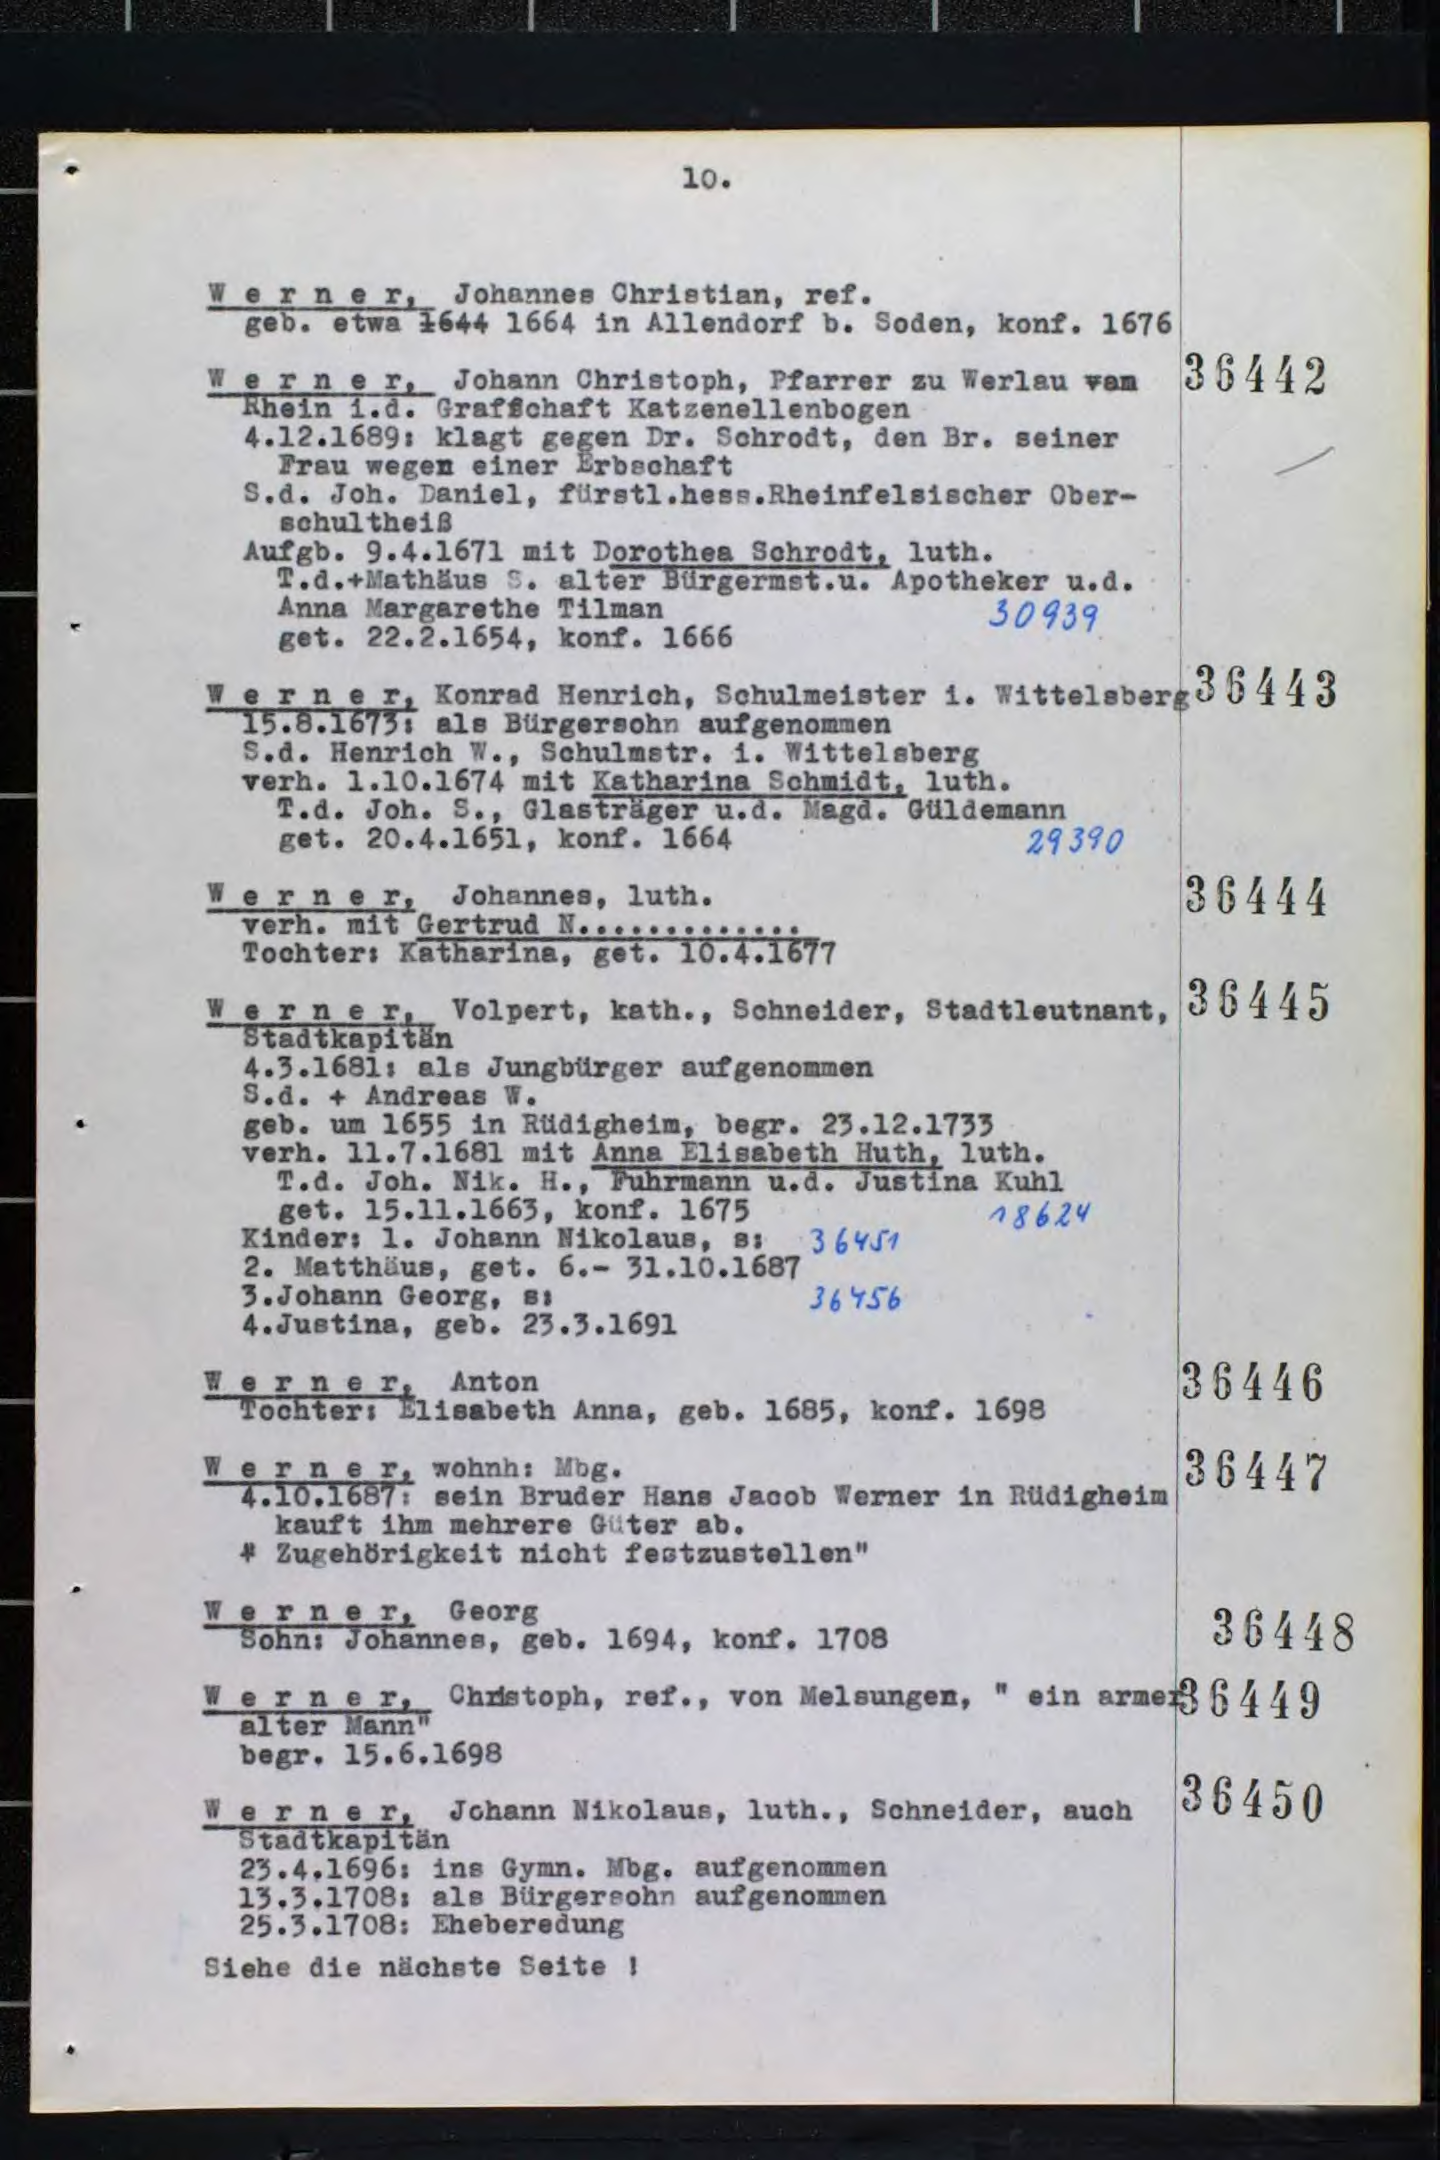 10.
W e r n e r, Johannes Christian, ref.
geb. etwa 1644 1664 in Allendorf b. Soden, konf. 1676
W e r n e r, Johann Christoph, Pfarrer zu Werlau vam 36442
Rhein i.d. Grafschaft Katzenellenbogen
4.12.1689: klagt gegen Dr. Schrodt, den Br. seiner
Frau wegen einer Erbschaft
S.d. Joh. Daniel, fürstl.hess.Rheinfelsischer Ober-
schultheiß
Aufgb. 9.4.1671 mit Dorothea Schrodt, luth.
T.d.+Mathäus S. alter Bürgermst.u. Apotheker u.d.
Anna Margarethe Tilman 30939
get. 22.2.1654, konf. 1666
W e r n e r, Konrad Henrich, Schulmeister i. Wittelsberg 36443
15.8.1673: als Bürgersohn aufgenommen
S.d. Henrich W., Schulmstr. i. Wittelsberg
verh. 1.10.1674 mit Katharina Schmidt, luth.
T.d. Joh. S., Glasträger u.d. Magd. Güldemann
get. 20.4.1651, konf. 1664 29390
W e r n e r, Johannes, luth. 36444
verh. mit Gertrud N.............
Tochter: Katharina, get. 10.4.1677
W e r n e r, Volpert, kath., Schneider, Stadtleutnant, 36445
Stadtkapitän
4.3.1681: als Jungbürger aufgenommen
S.d. + Andreas W.
geb. um 1655 in Rüdigheim, begr. 23.12.1733
verh. 11.7.1681 mit Anna Elisabeth Huth, luth.
T.d. Joh. Nik. H., Fuhrmann u.d. Justina Kuhl
get. 15.11.1663, konf. 1675 18624
Kinder: 1. Johann Nikolaus, s: 36451
2. Matthäus, get. 6.- 31.10.1687
3.Johann Georg, s: 36456
4.Justina, geb. 23.3.1691
W e r n e r, Anton 36446
Tochter: Elisabeth Anna, geb. 1685, konf. 1698
W e r n e r, wohnh: Mbg. 36447
4.10.1687: sein Bruder Hans Jacob Werner in Rüdigheim
kauft ihm mehrere Güter ab.
" Zugehörigkeit nicht festzustellen"
W e r n e r, Georg 36448
Sohn: Johannes, geb. 1694, konf. 1708
W e r n e r, Christoph, ref., von Melsungen, " ein armer 36449
alter Mann"
begr. 15.6.1698
W e r n e r, Johann Nikolaus, luth., Schneider, auch 36450
Stadtkapitän
23.4.1696: ins Gymn. Mbg. aufgenommen
13.3.1708: als Bürgersohn aufgenommen
25.3.1708: Eheberedung
Siehe die nächste Seite !